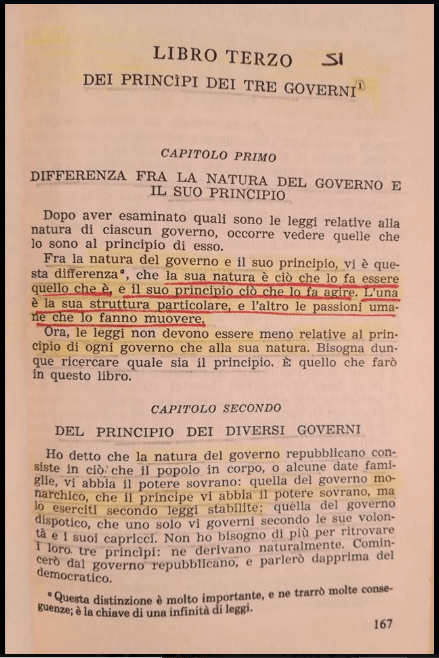 LIBRO TERZO SI
DEI PRINCÌPI DEI TRE GOVERNI①
CAPITOLO PRIMO
DIFFERENZA FRA LA NATURA DEL GOVERNO E
IL SUO PRINCIPIO
Dopo aver esaminato quali sono le leggi relative alla
natura di ciascun governo, occorre vedere quelle che
lo sono al principio di esso.
Fra la natura del governo e il suo principio, vi è que-
sta differenzaᵃ, che la sua natura è ciò che lo fa essere
quello che è, e il suo principio ciò che lo fa agire. L'una
è la sua struttura particolare, e l'altro le passioni uma-
ne che lo fanno muovere.
Ora, le leggi non devono essere meno relative al prin-
cipio di ogni governo che alla sua natura. Bisogna dun-
que ricercare quale sia il principio. È quello che farò
in questo libro.
CAPITOLO SECONDO
DEL PRINCIPIO DEI DIVERSI GOVERNI
Ho detto che la natura del governo repubblicano con-
siste in ciò: che il popolo in corpo, o alcune date fami-
glie, vi abbia il potere sovrano: quella del governo mo-
narchico, che il principe vi abbia il potere sovrano, ma
lo eserciti secondo leggi stabilite: quella del governo
dispotico, che uno solo vi governi secondo le sue volon-
tà e i suoi capricci. Non ho bisogno di più per ritrovare
i loro tre princìpi: ne derivano naturalmente. Comin-
cerò dal governo repubblicano, e parlerò dapprima del
democratico.
ᵃ Questa distinzione è molto importante, e ne trarrò molte conse-
guenze; è la chiave di una infinità di leggi.
167